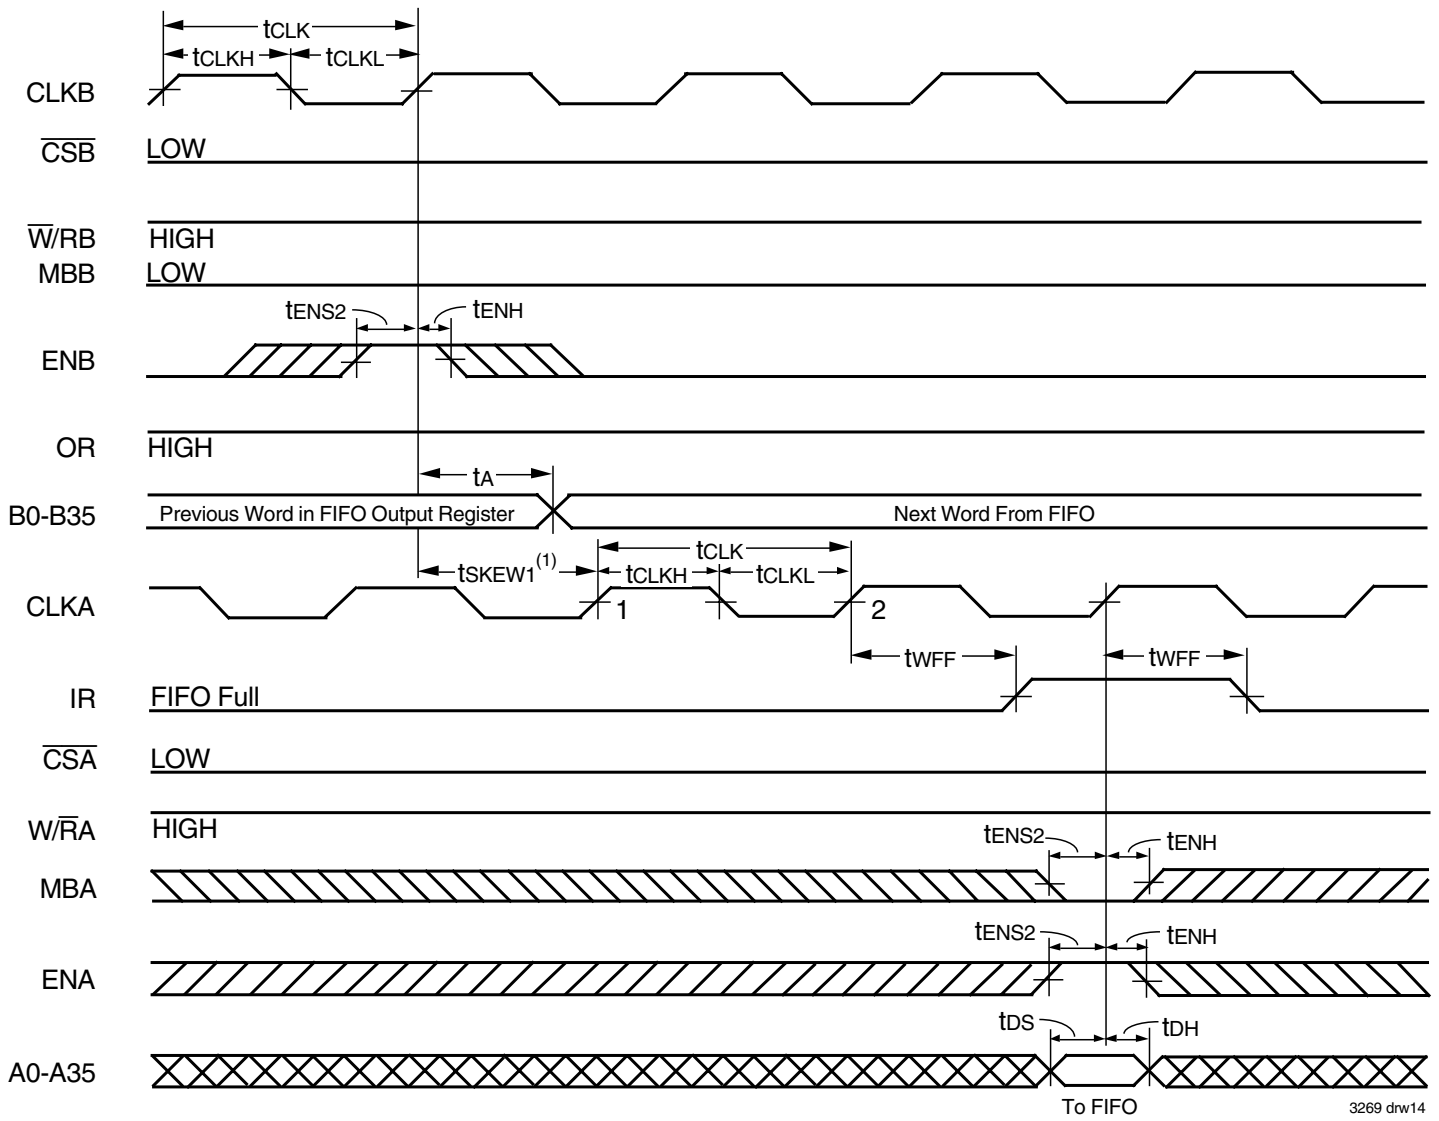 tCLK
tCLKH tCLKL
CLKB
CSB LOW
W/RB HIGH
MBB LOW
tENS2 tENH
ENB
OR HIGH
tA
B0-B35 Previous Word in FIFO Output Register Next Word From FIFO
tCLK
tSKEW1(1) tCLKH tCLKL
CLKA 1 2
tWFF tWFF
IR FIFO Full
CSA LOW
W/RA HIGH
tENS2 tENH
MBA
tENS2 tENH
ENA
tDS tDH
A0-A35
To FIFO 3269 drw14